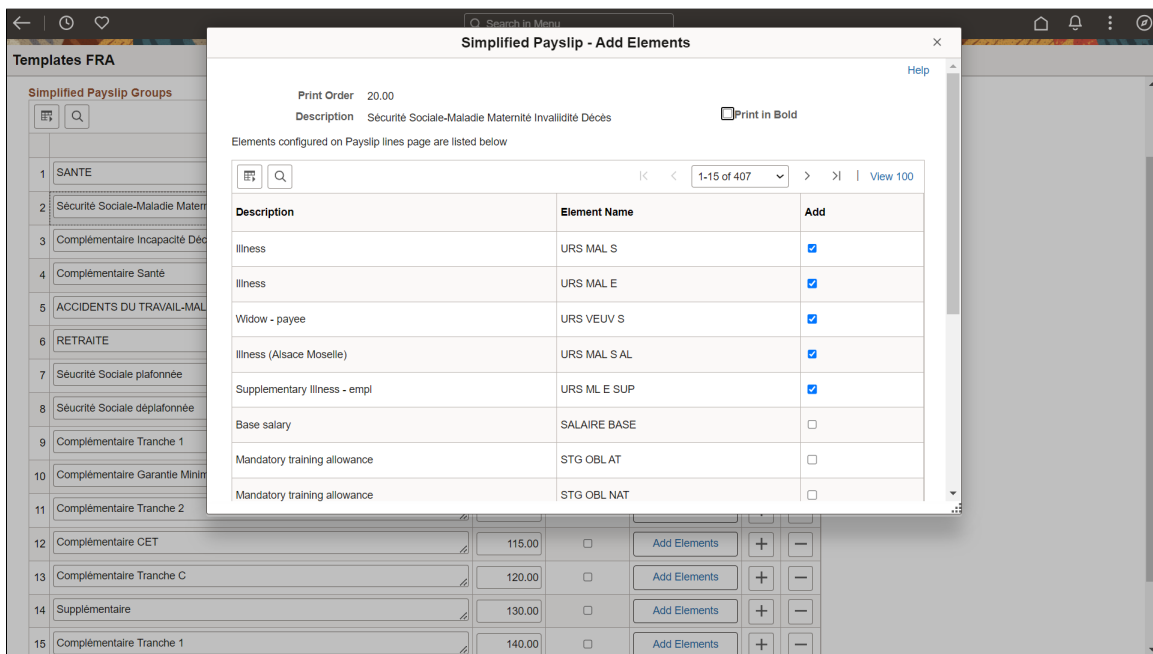 Search in Menu
Templates FRA
Simplified Payslip Groups
1 SANTE
2 Sécurité Sociale-Maladie Matern
3 Complémentaire Incapacité Déc
4 Complémentaire Santé
5 ACCIDENTS DU TRAVAIL-MAL
6 RETRAITE
7 Séucrité Sociale plafonnée
8 Séucrité Sociale déplafonnée
9 Complémentaire Tranche 1
10 Complémentaire Garantie Minim
11 Complémentaire Tranche 2
12 Complémentaire CET 115.00 Add Elements
13 Complémentaire Tranche C 120.00 Add Elements
14 Supplémentaire 130.00 Add Elements
15 Complémentaire Tranche 1 140.00 Add Elements
Simplified Payslip - Add Elements
Help
Print Order 20.00
Description Sécurité Sociale-Maladie Maternité Invaliidité Décès Print in Bold
Elements configured on Payslip lines page are listed below
1-15 of 407 View 100
Description Element Name Add
Illness URS MAL S
Illness URS MAL E
Widow - payee URS VEUV S
Illness (Alsace Moselle) URS MAL S AL
Supplementary Illness - empl URS ML E SUP
Base salary SALAIRE BASE
Mandatory training allowance STG OBL AT
Mandatory training allowance STG OBL NAT